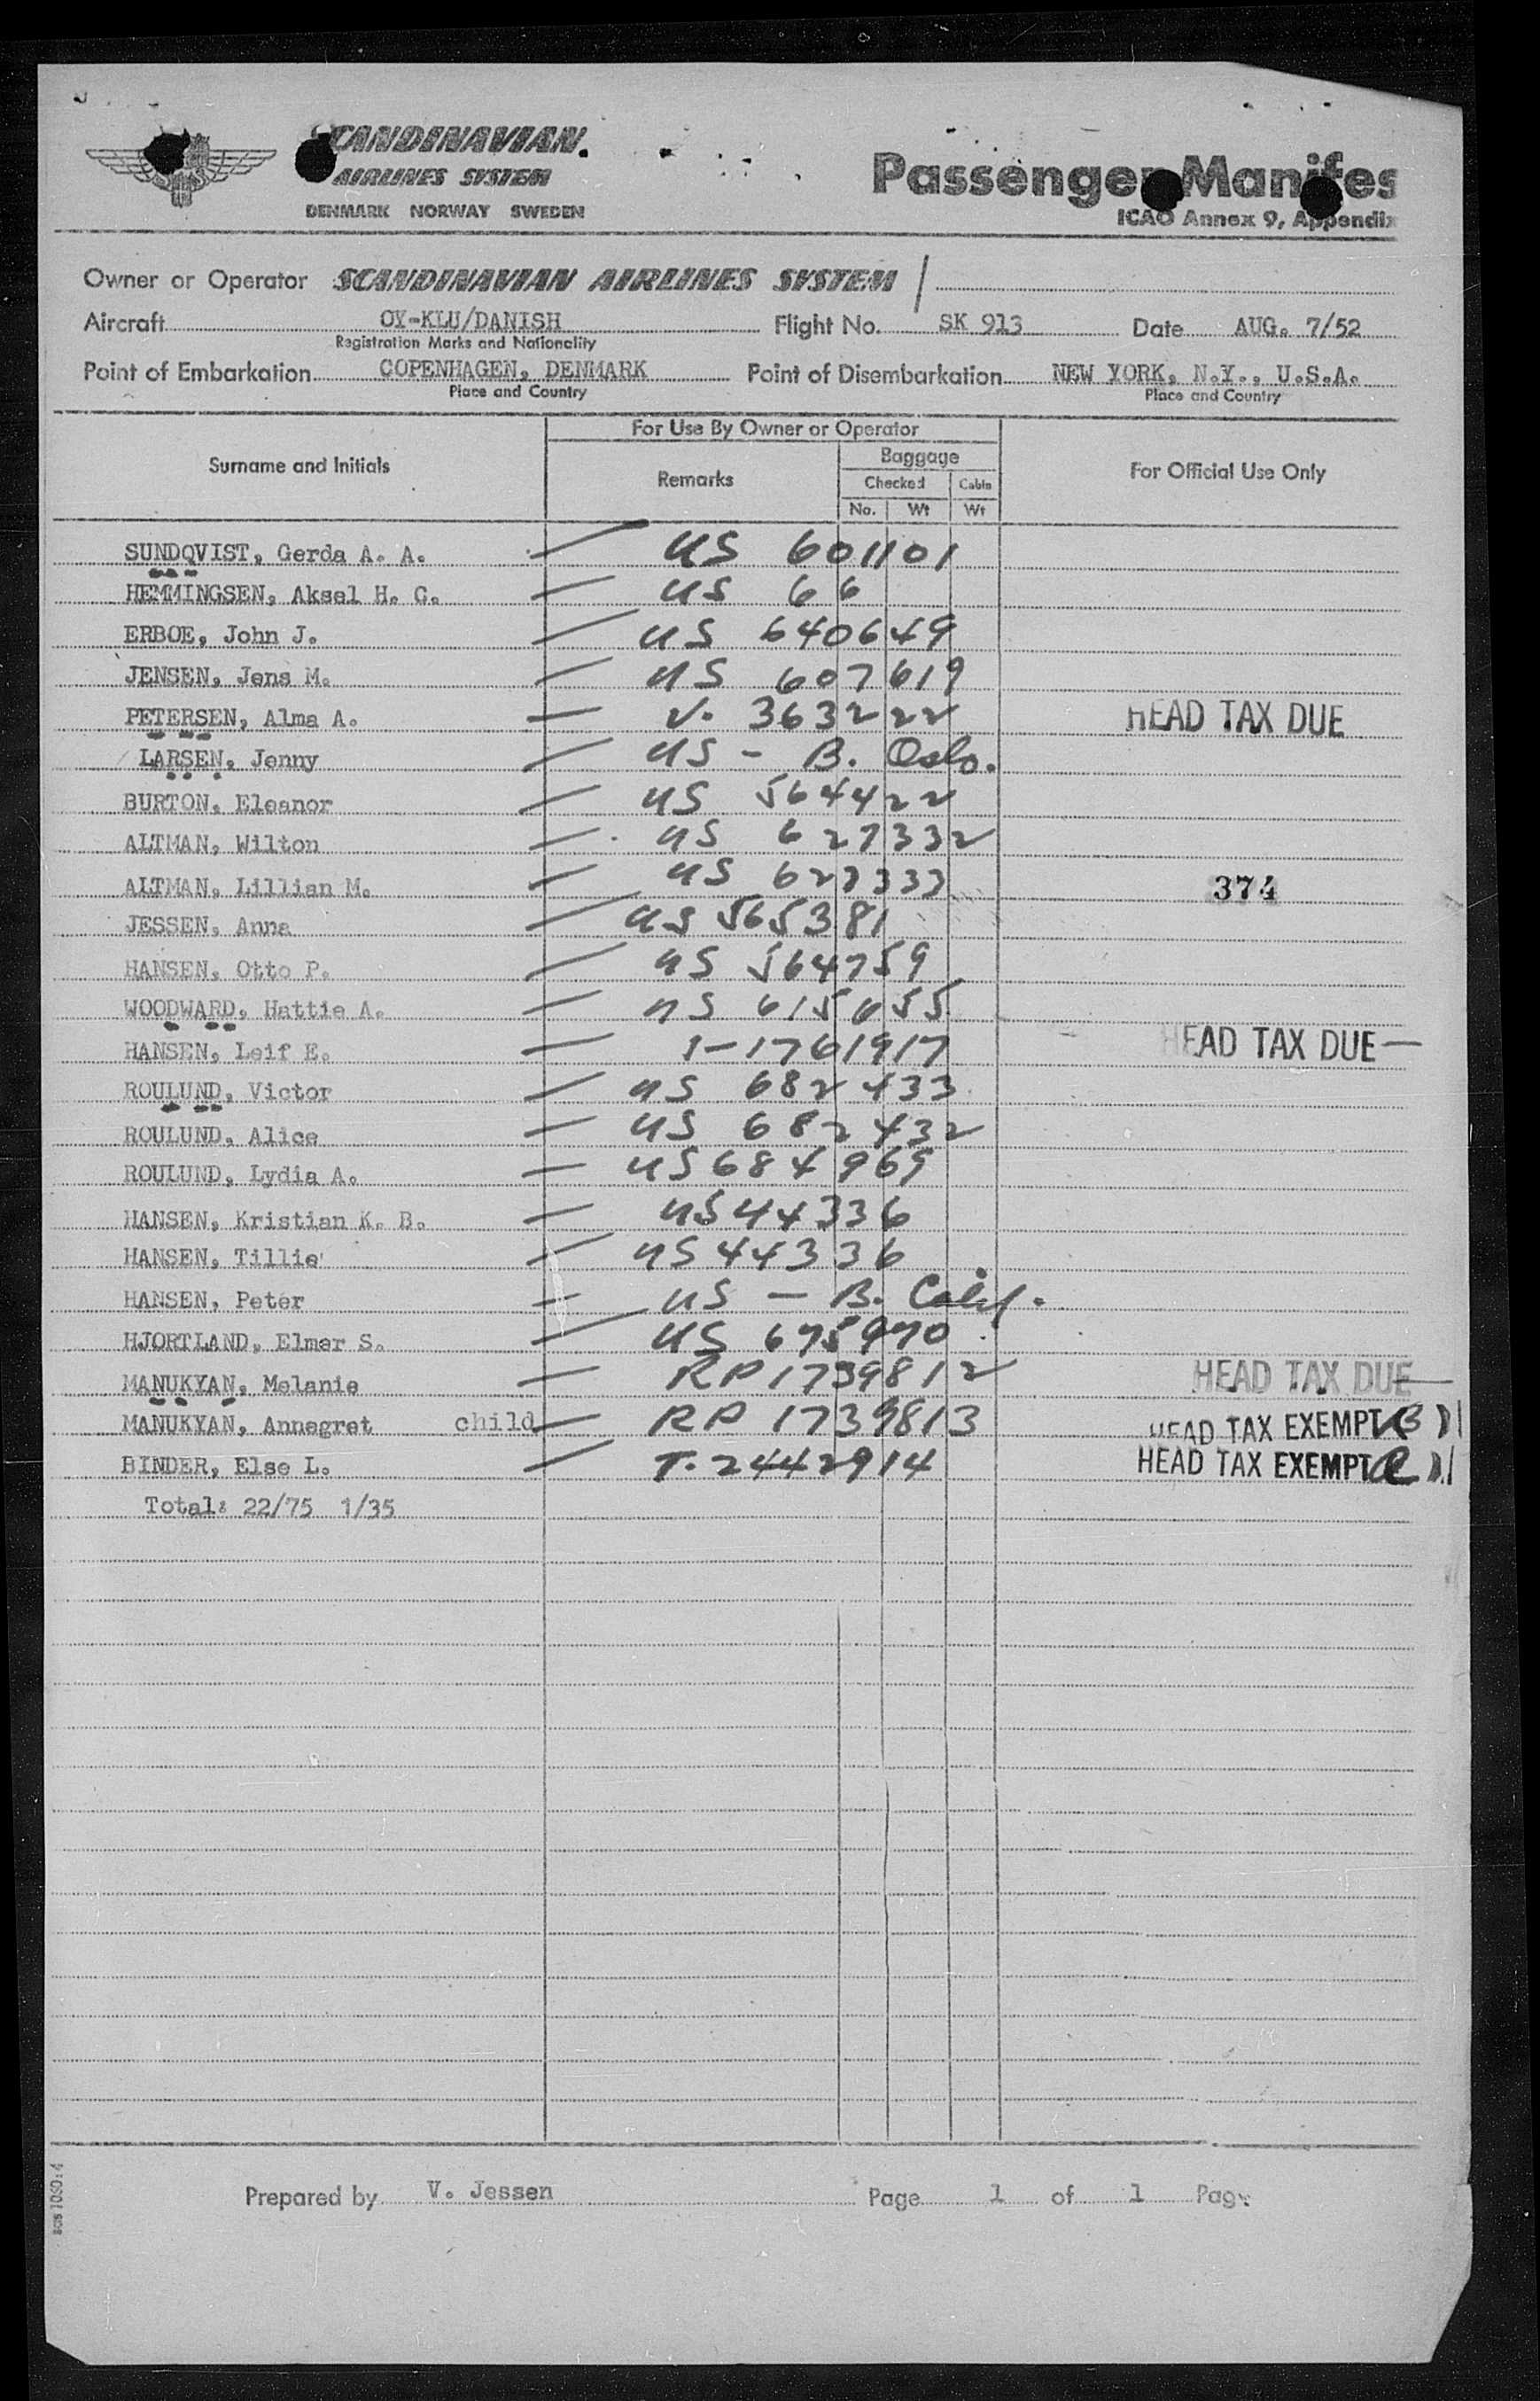 SCANDINAVIAN
AIRLINES SYSTEM
DENMARK NORWAY SWEDEN
Passenger Manifes
ICAO Annex 9, Appendix
Owner or Operator SCANDINAVIAN AIRLINES SYSTEM
Aircraft OY-KLU/DANISH Flight No. SK 913 Date AUG. 7/52
Registration Marks and Nationality
Point of Embarkation COPENHAGEN, DENMARK Point of Disembarkation NEW YORK, N.Y., U.S.A.
Place and Country Place and Country
For Use By Owner or Operator
Surname and Initials Remarks Baggage For Official Use Only
Checked Cabin
No. Wt Wt
SUNDQVIST, Gerda A. A. — US 601101
HEMMINGSEN, Aksel H. C. — US 66
ERBOE, John J. — US 640649
JENSEN, Jens M. — US 607619
PETERSEN, Alma A. — V. 363222 HEAD TAX DUE
LARSEN, Jenny — US - B. Oslo.
BURTON, Eleanor — US 564422
ALTMAN, Wilton — US 627332
ALTMAN, Lillian M. — US 627333 374
JESSEN, Anna — US 565381
HANSEN, Otto P. — US 564759
WOODWARD, Hattie A. — US 615655
HANSEN, Leif E. — I-1761917 HEAD TAX DUE —
ROULUND, Victor — US 682433
ROULUND, Alice — US 682432
ROULUND, Lydia A. — US 684969
HANSEN, Kristian K. B. — US 44336
HANSEN, Tillie — US 44336
HANSEN, Peter — US - B. Calif.
HJORTLAND, Elmer S. — US 675970
MANUKYAN, Melanie — RP 1739812 HEAD TAX DUE —
MANUKYAN, Annegret child — RP 1739813 HEAD TAX EXEMPT
BINDER, Else L. — T. 2442914 HEAD TAX EXEMPT
Total: 22/75 1/35
Prepared by V. Jessen Page 1 of 1 Page
sas 1050:4